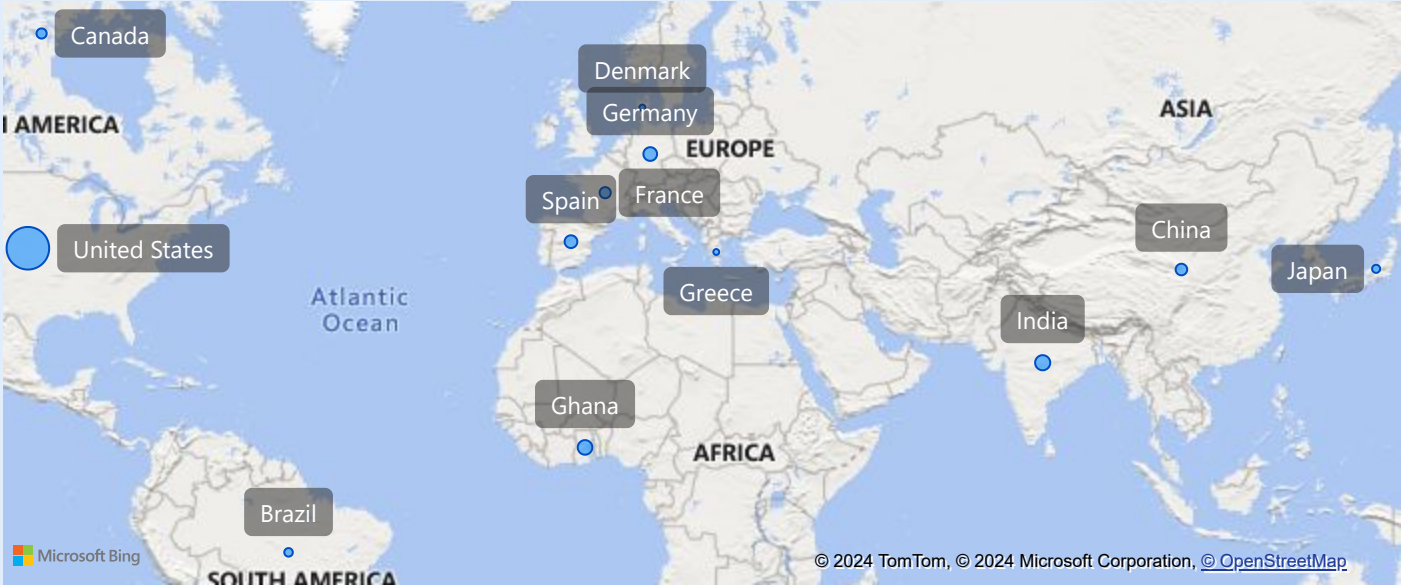 Canada
Denmark
Germany
ASIA
I AMERICA
EUROPE
Spain
France
China
United States
Japan
Greece
Atlantic
Ocean
India
Ghana
AFRICA
Brazil
Microsoft Bing
© 2024 TomTom, © 2024 Microsoft Corporation, © OpenStreetMap
SOUTH AMERICA